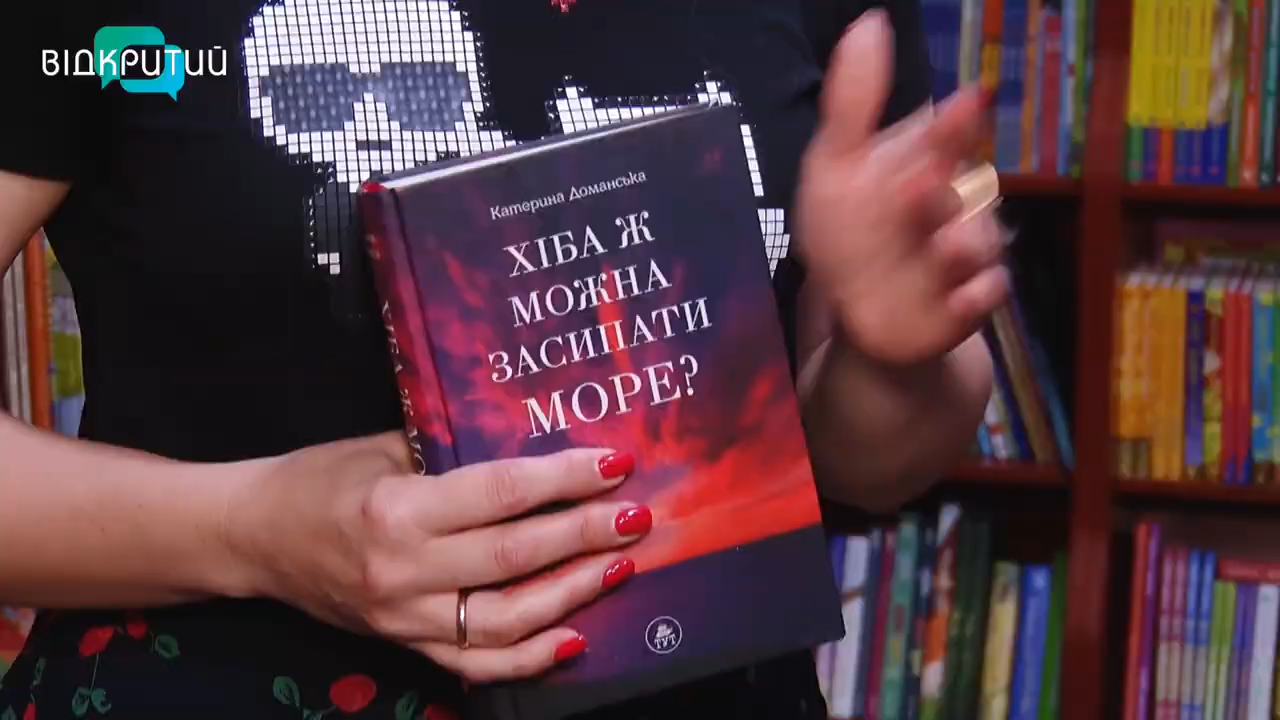 ВІДКРИТИЙ
Катерина Доманська
ХІБА Ж
МОЖНА
ЗАСИПАТИ
МОРЕ?
ТУТ